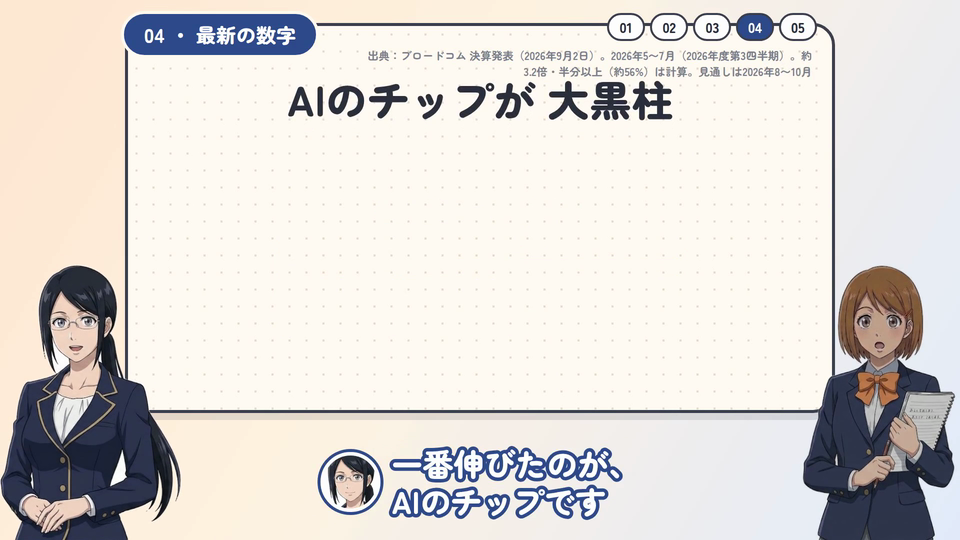 04 ・ 最新の数字
01 02 03 04 05
出典：ブロードコム 決算発表（2026年9月2日）。2026年5〜7月（2026年度第3四半期）。約
3.2倍・半分以上（約56%）は計算。見通しは2026年8〜10月
AIのチップが 大黒柱
一番伸びたのが、
AIのチップです